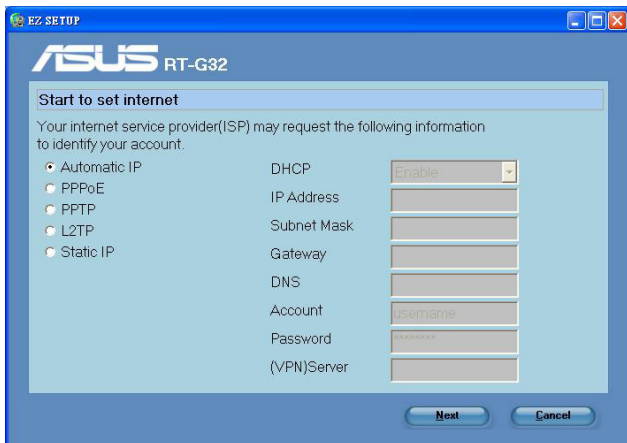 EZ SETUP
ASUS RT-G32
Start to set internet
Your internet service provider(ISP) may request the following information
to identify your account.
Automatic IP
PPPoE
PPTP
L2TP
Static IP
DHCP Enable
IP Address
Subnet Mask
Gateway
DNS
Account username
Password ********
(VPN)Server
Next Cancel